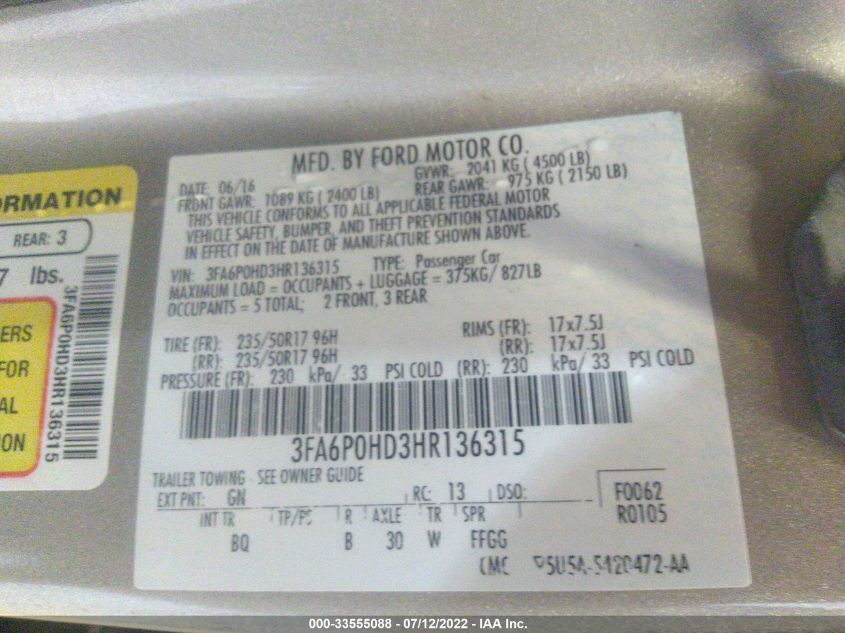 ORMATION
REAR: 3
7 lbs.
ERS
FOR
AL
ION
3FA6P0HD3HR136315
MFD. BY FORD MOTOR CO.
DATE: 06/16 GVWR: 2041 KG ( 4500 LB)
FRONT GAWR: 1089 KG ( 2400 LB) REAR GAWR: 975 KG ( 2150 LB)
THIS VEHICLE CONFORMS TO ALL APPLICABLE FEDERAL MOTOR
VEHICLE SAFETY, BUMPER, AND THEFT PREVENTION STANDARDS
IN EFFECT ON THE DATE OF MANUFACTURE SHOWN ABOVE.
VIN: 3FA6P0HD3HR136315 TYPE: Passenger Car
MAXIMUM LOAD = OCCUPANTS + LUGGAGE = 375KG/ 827LB
OCCUPANTS = 5 TOTAL; 2 FRONT, 3 REAR
TIRE (FR): 235/50R17 96H RIMS (FR): 17x7.5J
(RR): 235/50R17 96H (RR): 17x7.5J
PRESSURE (FR): 230 kPa/ 33 PSI COLD (RR): 230 kPa/ 33 PSI COLD
3FA6P0HD3HR136315
TRAILER TOWING - SEE OWNER GUIDE
EXT PNT: GN RC: 13 DSO: F0062
INT TR TP/PS R AXLE TR SPR R0105
BQ B 30 W FFGG
CMC 5U5A-5420472-AA
000-33555088 - 07/12/2022 - IAA Inc.